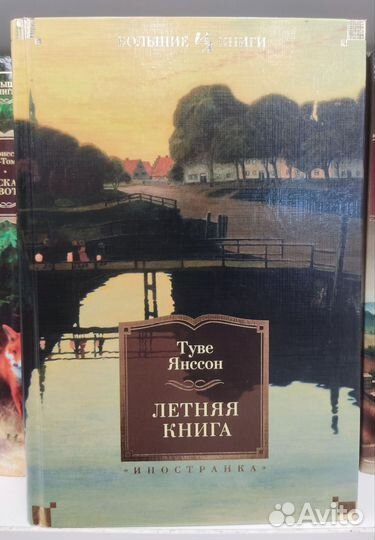 БОЛЬШИЕ КНИГИ
Туве
Янссон
ЛЕТНЯЯ
КНИГА
ИНОСТРАНКА
Avito